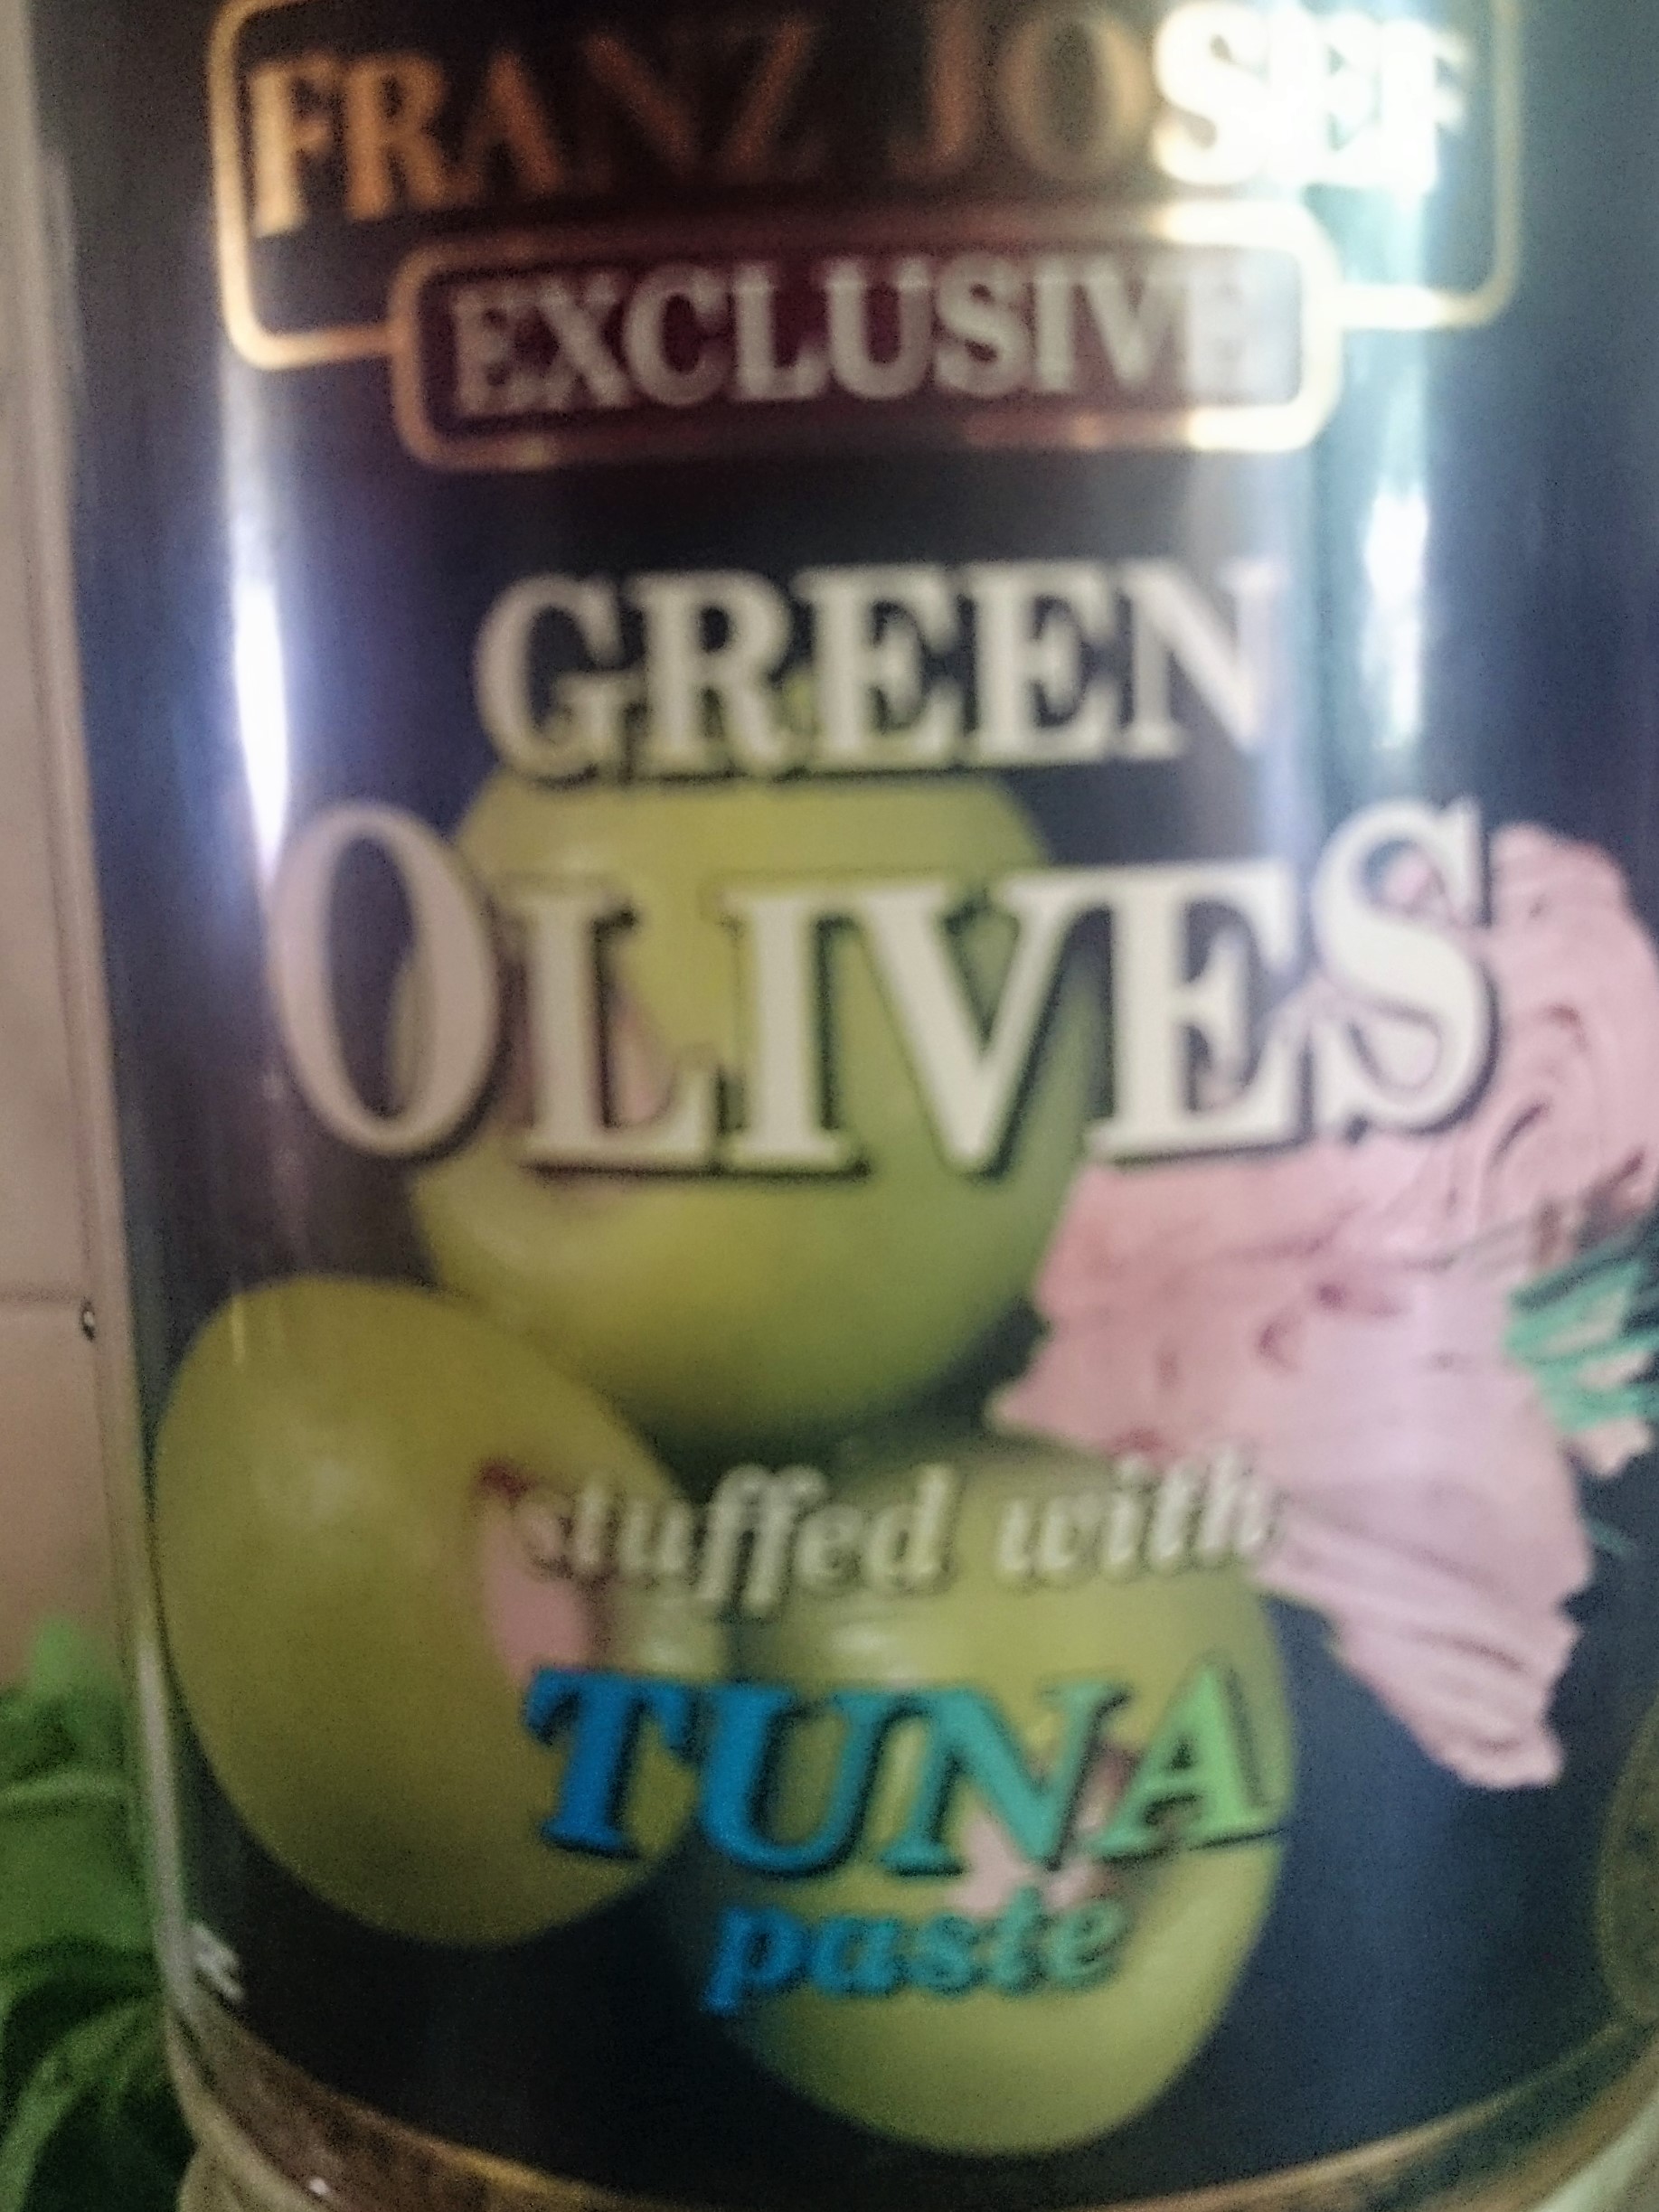 FRANZ JOSEF
EXCLUSIVE
GREEN
OLIVES
stuffed with
TUNA
paste